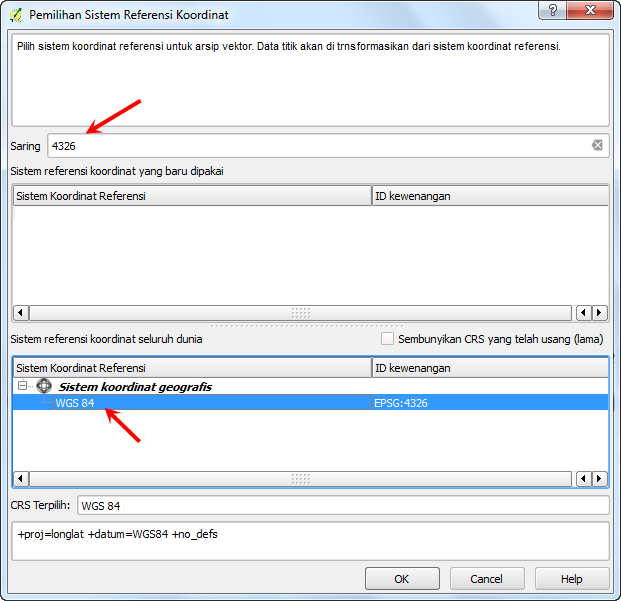 Pemilihan Sistem Referensi Koordinat
Pilih sistem koordinat referensi untuk arsip vektor. Data titik akan di trnsformasikan dari sistem koordinat referensi.
Saring 4326
Sistem referensi koordinat yang baru dipakai
Sistem Koordinat Referensi ID kewenangan
Sistem referensi koordinat seluruh dunia Sembunyikan CRS yang telah usang (lama)
Sistem Koordinat Referensi ID kewenangan
Sistem koordinat geografis
WGS 84 EPSG:4326
CRS Terpilih: WGS 84
+proj=longlat +datum=WGS84 +no_defs
OK Cancel Help